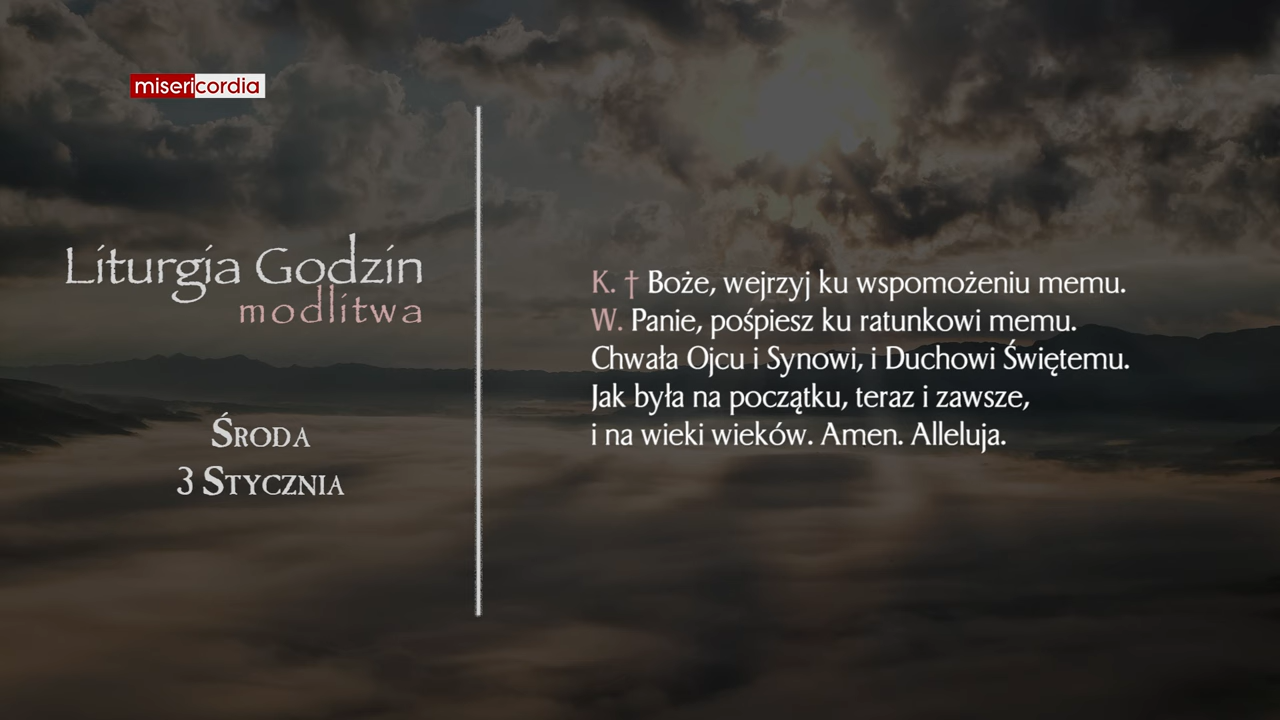 misericordia
Liturgia Godzin
modlitwa
Środa
3 Stycznia
K. † Boże, wejrzyj ku wspomożeniu memu.
W. Panie, pośpiesz ku ratunkowi memu.
Chwała Ojcu i Synowi, i Duchowi Świętemu.
Jak była na początku, teraz i zawsze,
i na wieki wieków. Amen. Alleluja.